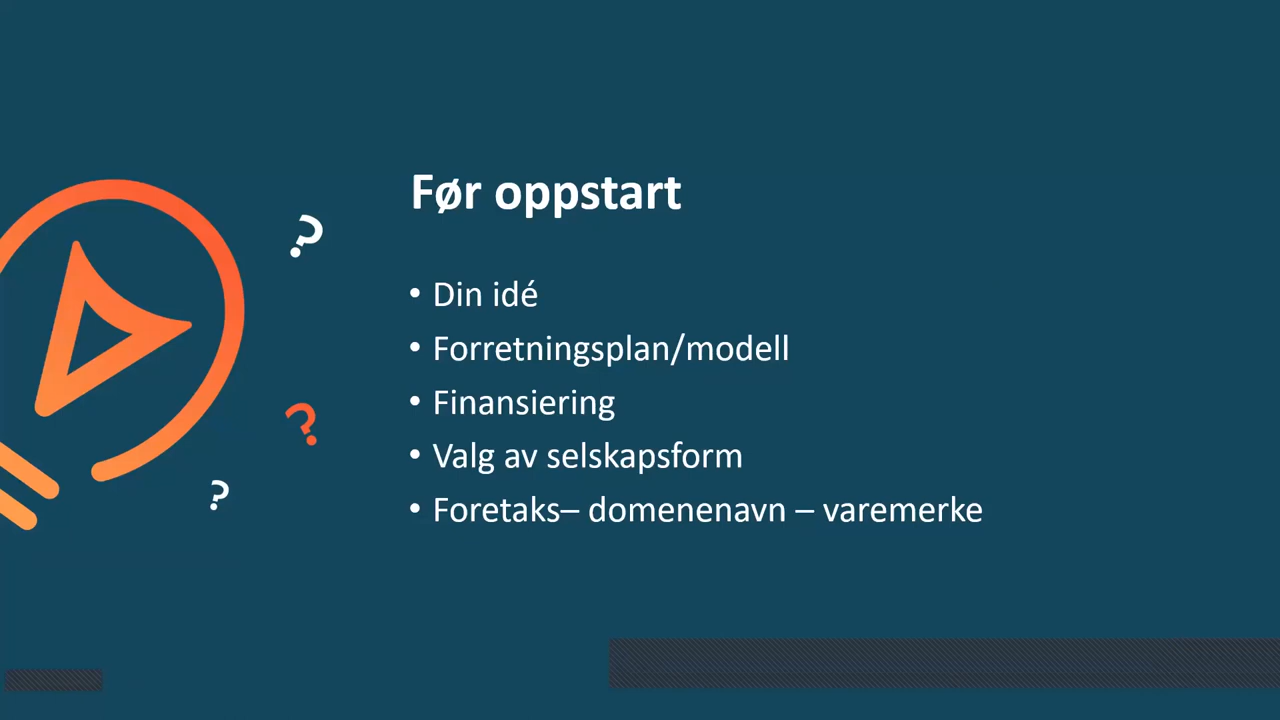 Før oppstart
• Din idé
• Forretningsplan/modell
• Finansiering
• Valg av selskapsform
• Foretaks– domenenavn – varemerke
?
?
?